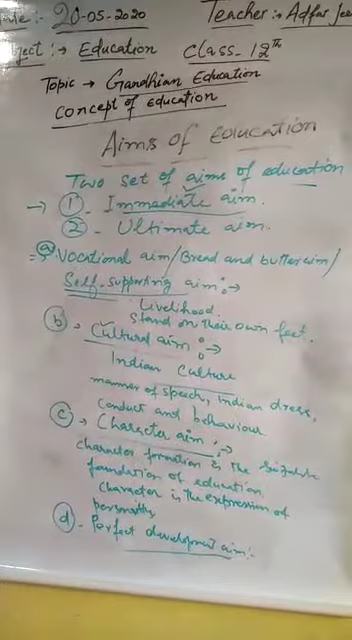 20-05-2020 Teacher:- Adfar
ject:→ Education Class-12th
Topic → Gandhian Education
Concept of education
Aims of Education
Two set of aims of education
→ ①- Immediate aim.
②- Ultimate aim.
⇒ⓐ Vocational aim/Bread and butter aim/
Self-supporting aim:→
Livelihood.
Stand on their own feet.
ⓑ → Cultural aim:→
Indian Culture
manner of speech, Indian dress,
conduct and behaviour
ⓒ → Character aim:→
Character formation is the
foundation of education.
Character is the expression of
ⓓ - Perfect development aim:-